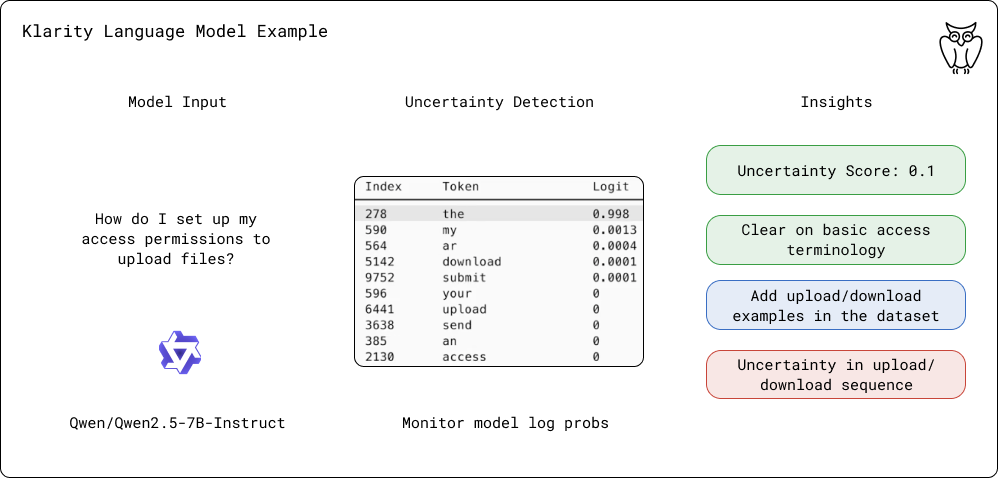 Klarity Language Model Example
Model Input
Uncertainty Detection
Insights
How do I set up my
access permissions to
upload files?
Qwen/Qwen2.5-7B-Instruct
Index Token Logit
278 the 0.998
590 my 0.0013
564 ar 0.0004
5142 download 0.0001
9752 submit 0.0001
596 your 0
6441 upload 0
3638 send 0
385 an 0
2130 access 0
Monitor model log probs
Uncertainty Score: 0.1
Clear on basic access
terminology
Add upload/download
examples in the dataset
Uncertainty in upload/
download sequence